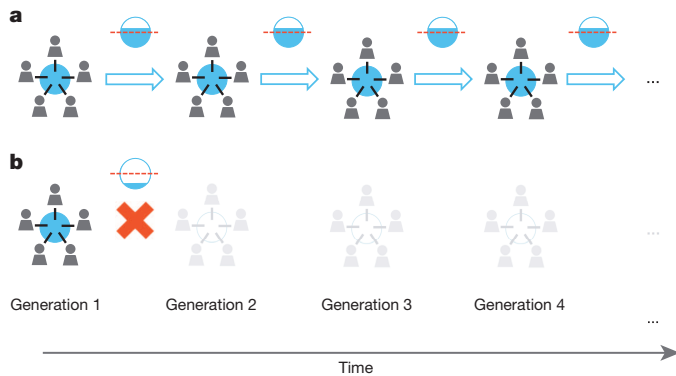 a
...
b
...
Generation 1 Generation 2 Generation 3 Generation 4
...
Time